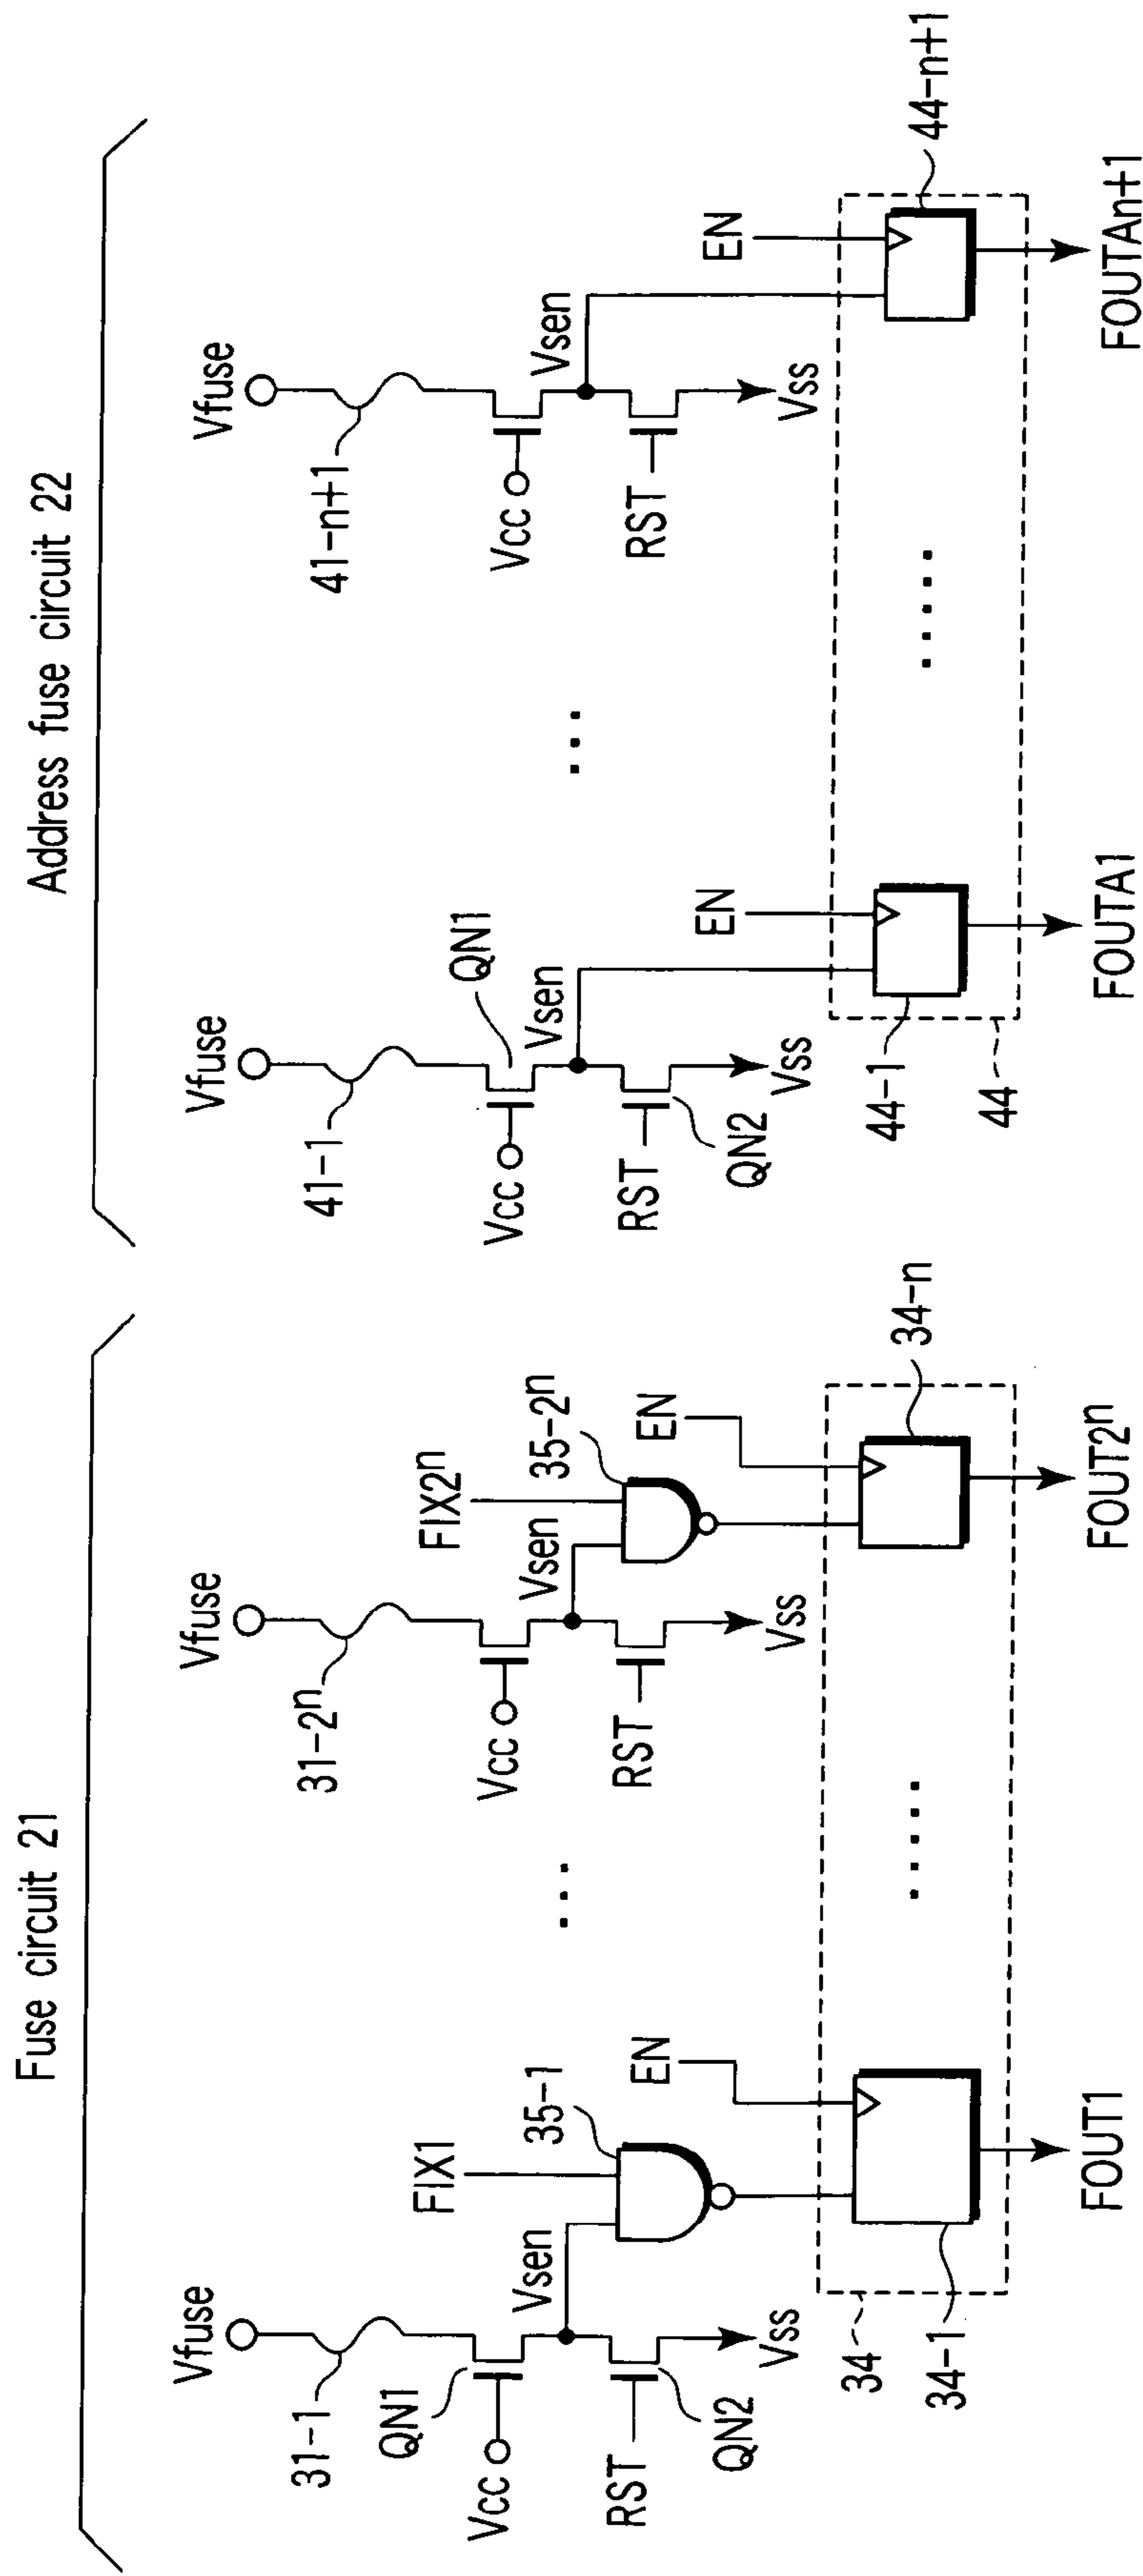 Fuse circuit 21
Address fuse circuit 22
Vfuse
31-1
QN1
Vcc
RST
QN2
Vss
Vsen
FIX1
35-1
EN
34
34-1
FOUT1
...
.....
Vfuse
31-2ⁿ
Vcc
RST
Vss
Vsen
FIX2ⁿ
35-2ⁿ
EN
34-n
FOUT2ⁿ
Vfuse
41-1
QN1
Vcc
RST
QN2
Vss
Vsen
EN
44-1
44
FOUTA1
...
.....
Vfuse
41-n+1
Vcc
RST
Vss
Vsen
EN
44-n+1
FOUTAn+1